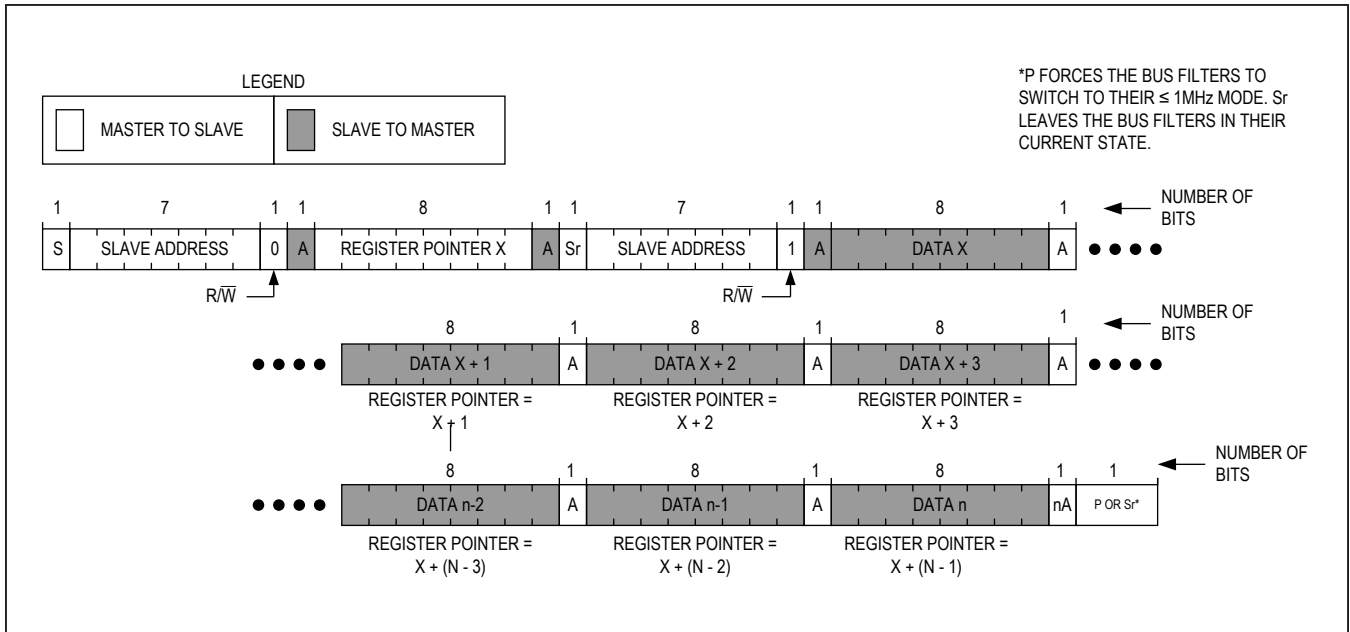 LEGEND
MASTER TO SLAVE SLAVE TO MASTER
*P FORCES THE BUS FILTERS TO
SWITCH TO THEIR ≤ 1MHz MODE. Sr
LEAVES THE BUS FILTERS IN THEIR
CURRENT STATE.
1 7 1 1 8 1 1 7 1 1 8 1
NUMBER OF
BITS
S SLAVE ADDRESS 0 A REGISTER POINTER X A Sr SLAVE ADDRESS 1 A DATA X A
R/W̅ R/W̅
8 1 8 1 8 1
NUMBER OF
BITS
DATA X + 1 A DATA X + 2 A DATA X + 3 A
REGISTER POINTER = REGISTER POINTER = REGISTER POINTER =
X + 1 X + 2 X + 3
8 1 8 1 8 1 1
NUMBER OF
BITS
DATA n-2 A DATA n-1 A DATA n nA P OR Sr*
REGISTER POINTER = REGISTER POINTER = REGISTER POINTER =
X + (N - 3) X + (N - 2) X + (N - 1)